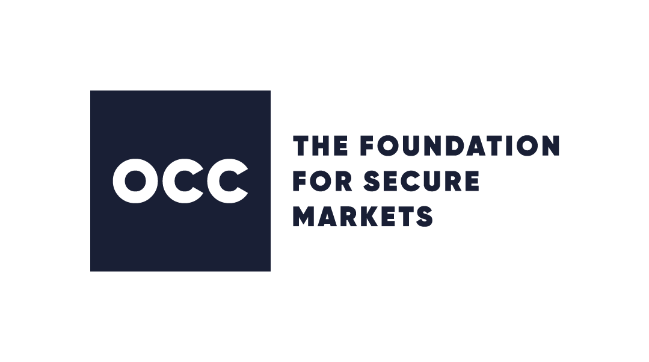 OCC
THE FOUNDATION
FOR SECURE
MARKETS